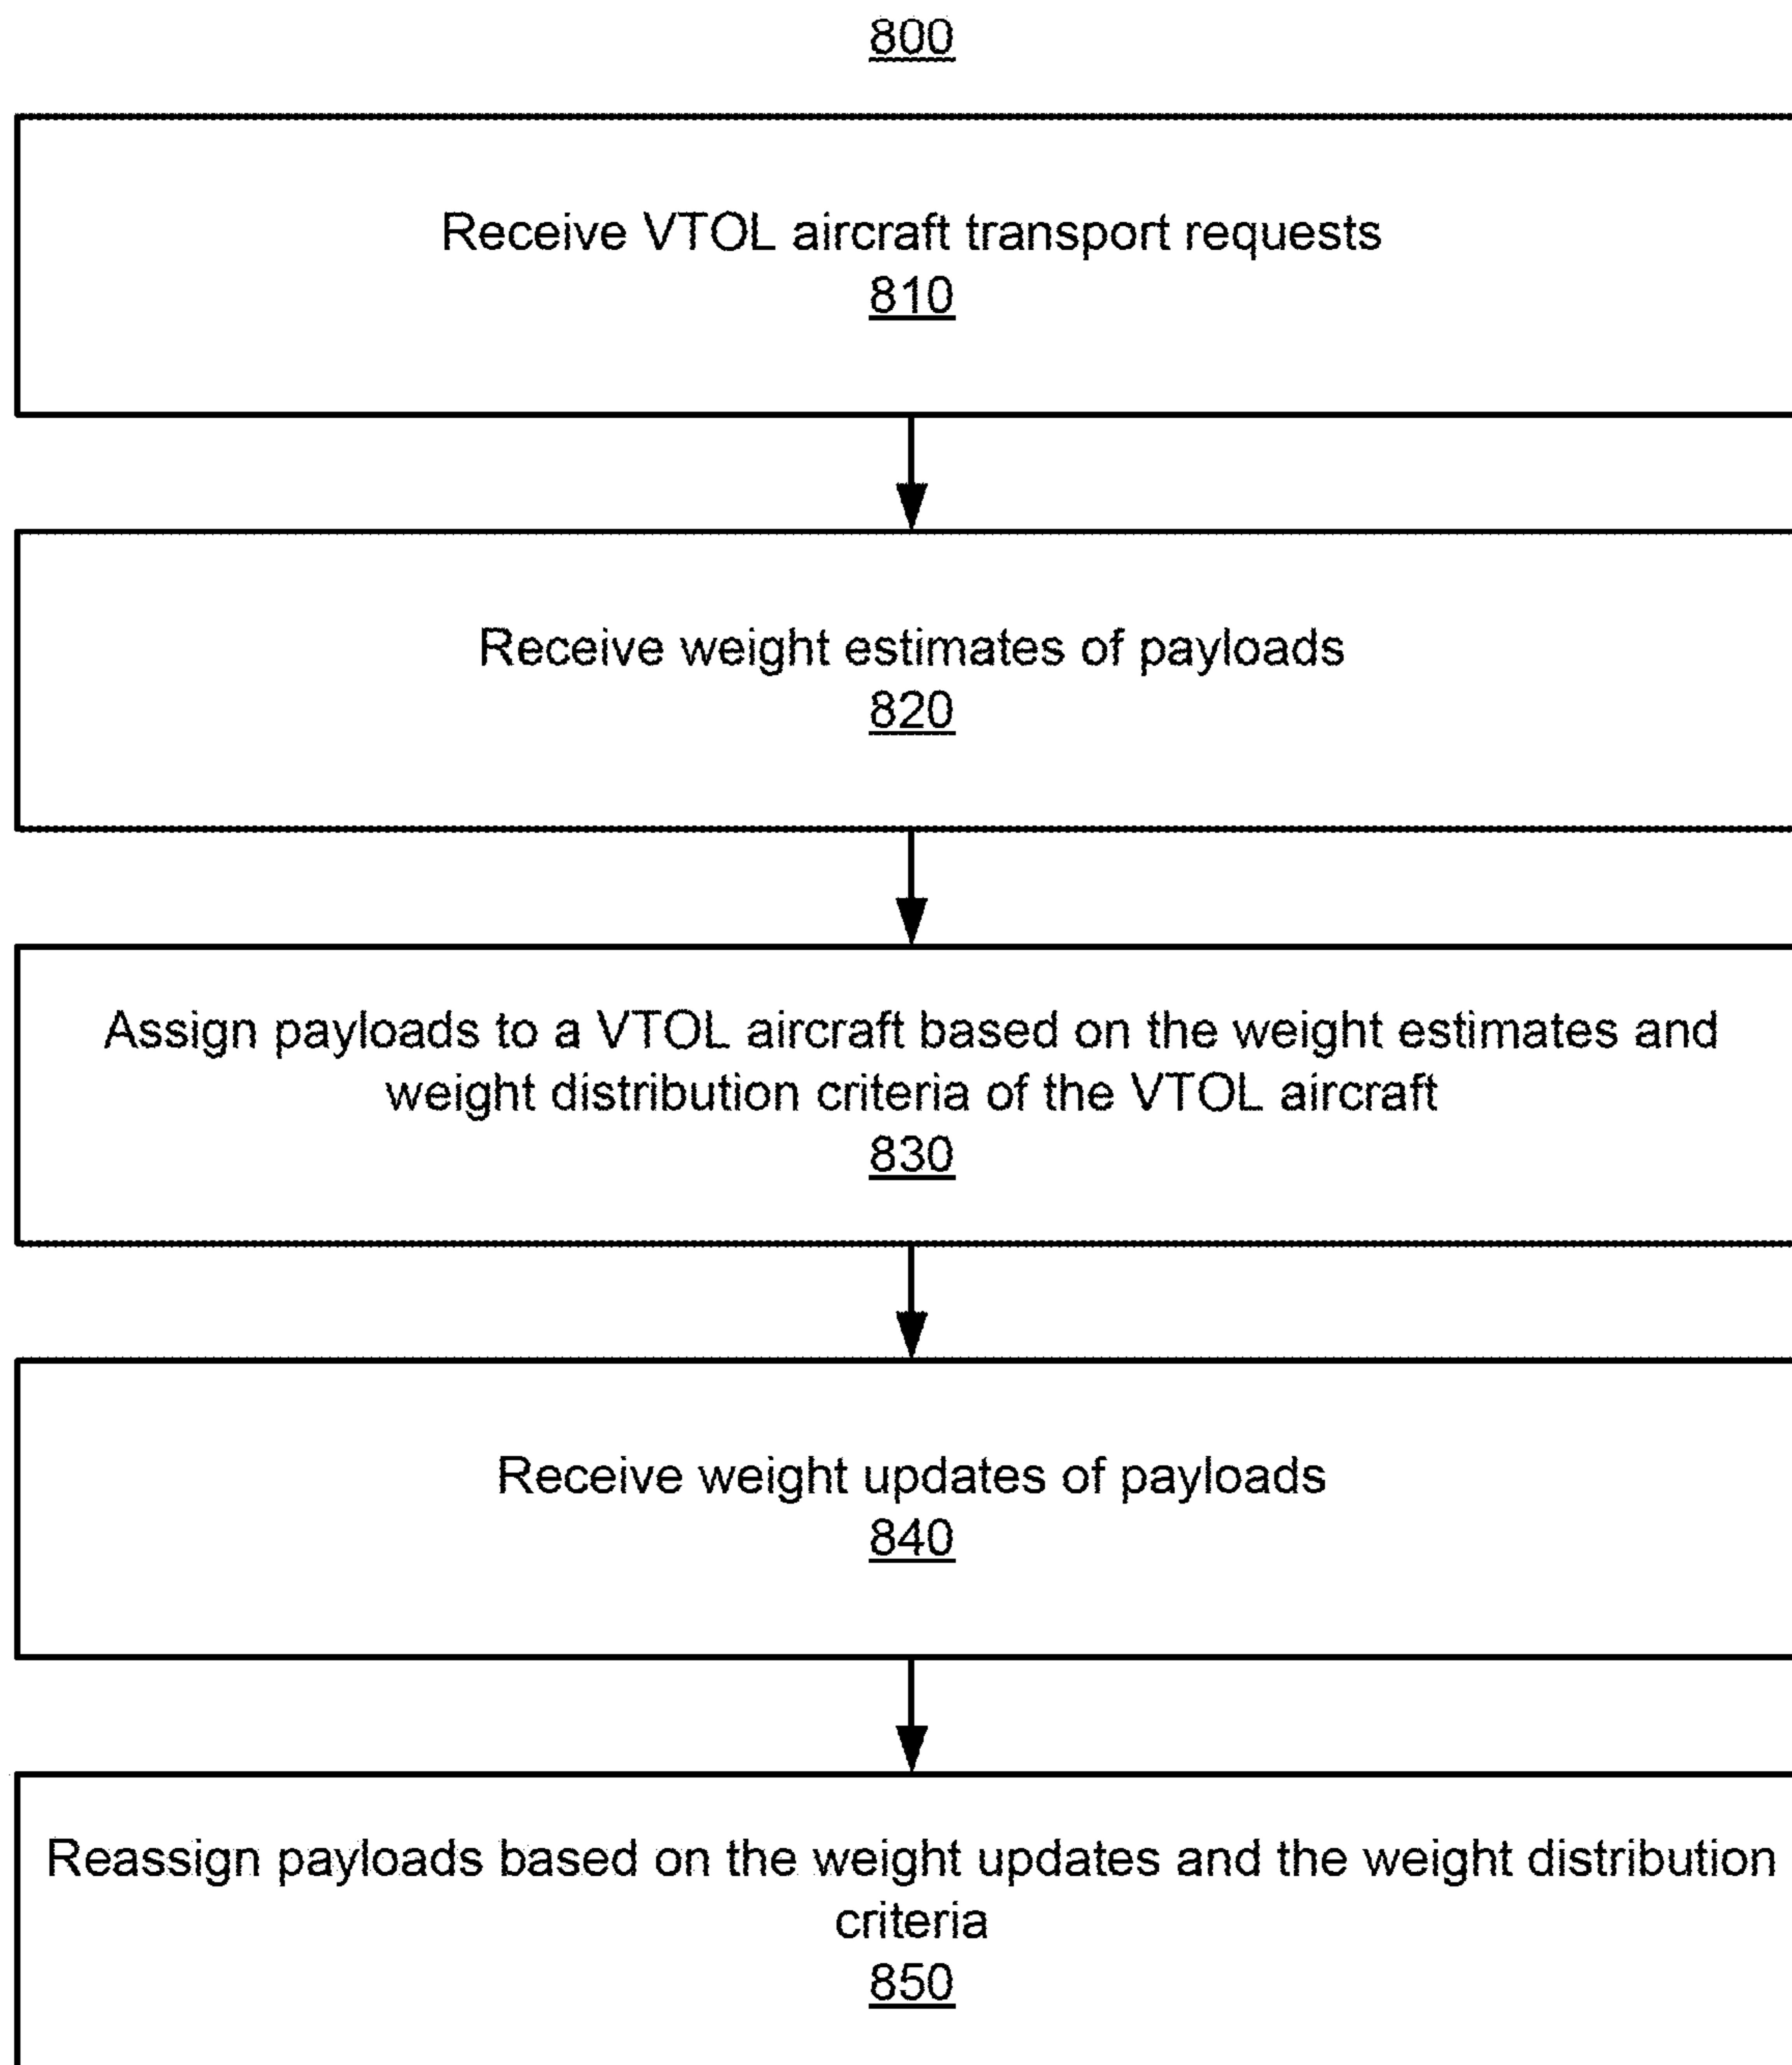 800
Receive VTOL aircraft transport requests
810
Receive weight estimates of payloads
820
Assign payloads to a VTOL aircraft based on the weight estimates and
weight distribution criteria of the VTOL aircraft
830
Receive weight updates of payloads
840
Reassign payloads based on the weight updates and the weight distribution
criteria
850